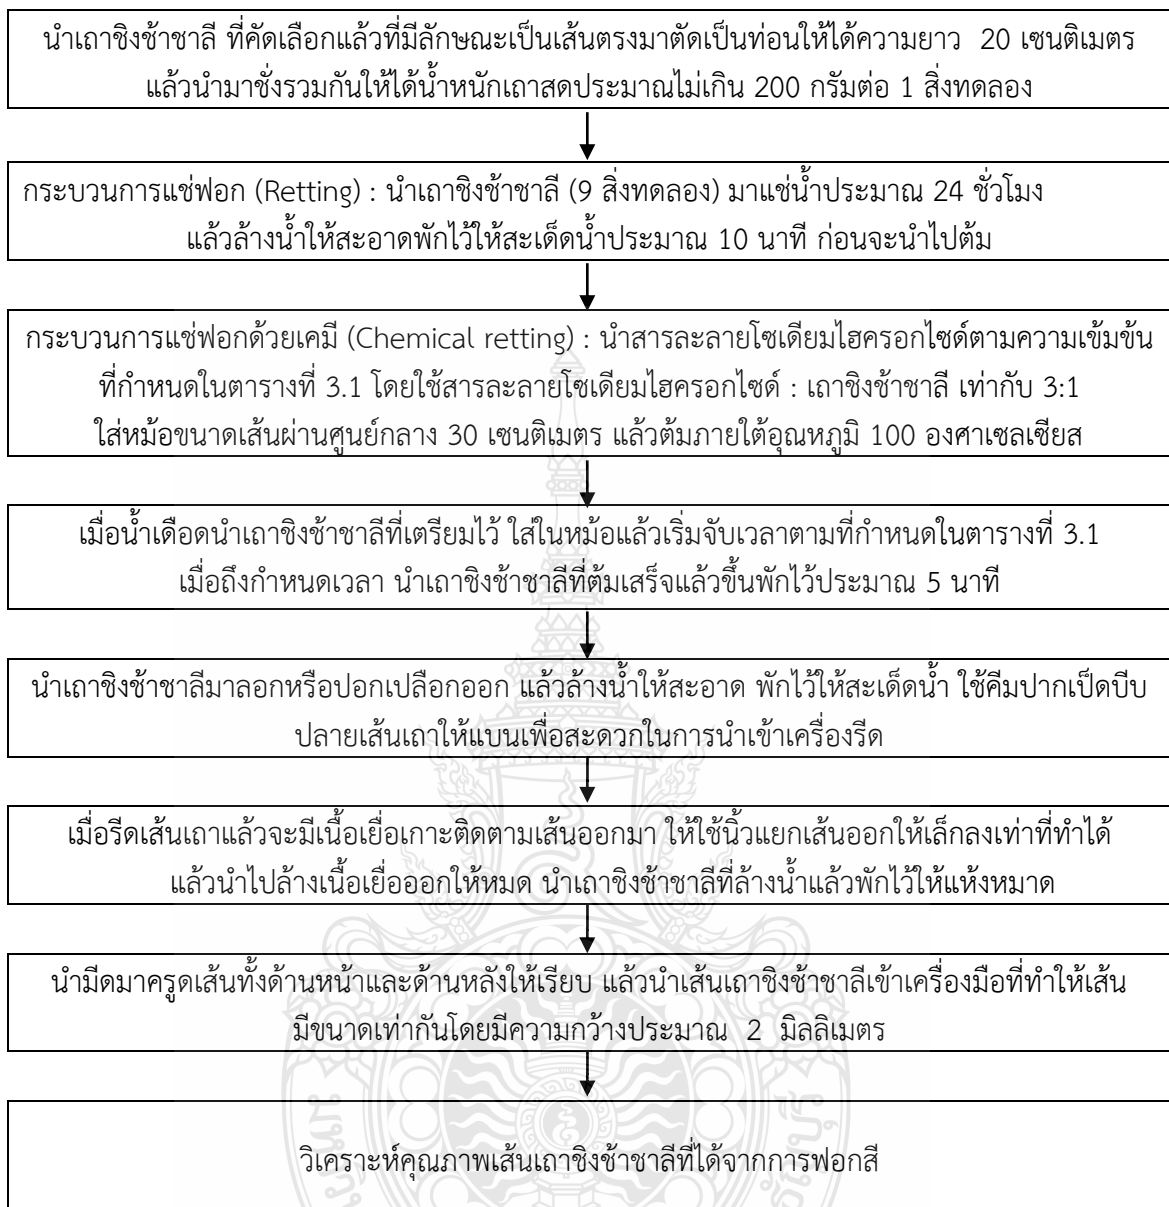 นำเถาชิงช้าชาลี ที่คัดเลือกแล้วที่มีลักษณะเป็นเส้นตรงมาตัดเป็นท่อนให้ได้ความยาว 20 เซนติเมตร
แล้วนำมาชั่งรวมกันให้ได้น้ำหนักเถาสดประมาณไม่เกิน 200 กรัมต่อ 1 สิ่งทดลอง
กระบวนการแช่ฟอก (Retting) : นำเถาชิงช้าชาลี (9 สิ่งทดลอง) มาแช่น้ำประมาณ 24 ชั่วโมง
แล้วล้างน้ำให้สะอาดพักไว้ให้สะเด็ดน้ำประมาณ 10 นาที ก่อนจะนำไปต้ม
กระบวนการแช่ฟอกด้วยเคมี (Chemical retting) : นำสารละลายโซเดียมไฮครอกไซด์ตามความเข้มข้น
ที่กำหนดในตารางที่ 3.1 โดยใช้สารละลายโซเดียมไฮครอกไซด์ : เถาชิงช้าชาลี เท่ากับ 3:1
ใส่หม้อขนาดเส้นผ่านศูนย์กลาง 30 เซนติเมตร แล้วต้มภายใต้อุณหภูมิ 100 องศาเซลเซียส
เมื่อน้ำเดือดนำเถาชิงช้าชาลีที่เตรียมไว้ ใส่ในหม้อแล้วเริ่มจับเวลาตามที่กำหนดในตารางที่ 3.1
เมื่อถึงกำหนดเวลา นำเถาชิงช้าชาลีที่ต้มเสร็จแล้วขึ้นพักไว้ประมาณ 5 นาที
นำเถาชิงช้าชาลีมาลอกหรือปอกเปลือกออก แล้วล้างน้ำให้สะอาด พักไว้ให้สะเด็ดน้ำ ใช้คีมปากเป็ดบีบ
ปลายเส้นเถาให้แบนเพื่อสะดวกในการนำเข้าเครื่องรีด
เมื่อรีดเส้นเถาแล้วจะมีเนื้อเยื่อเกาะติดตามเส้นออกมา ให้ใช้นิ้วแยกเส้นออกให้เล็กลงเท่าที่ทำได้
แล้วนำไปล้างเนื้อเยื่อออกให้หมด นำเถาชิงช้าชาลีที่ล้างน้ำแล้วพักไว้ให้แห้งหมาด
นำมีดมาครูดเส้นทั้งด้านหน้าและด้านหลังให้เรียบ แล้วนำเส้นเถาชิงช้าชาลีเข้าเครื่องมือที่ทำให้เส้น
มีขนาดเท่ากันโดยมีความกว้างประมาณ 2 มิลลิเมตร
วิเคราะห์คุณภาพเส้นเถาชิงช้าชาลีที่ได้จากการฟอกสี